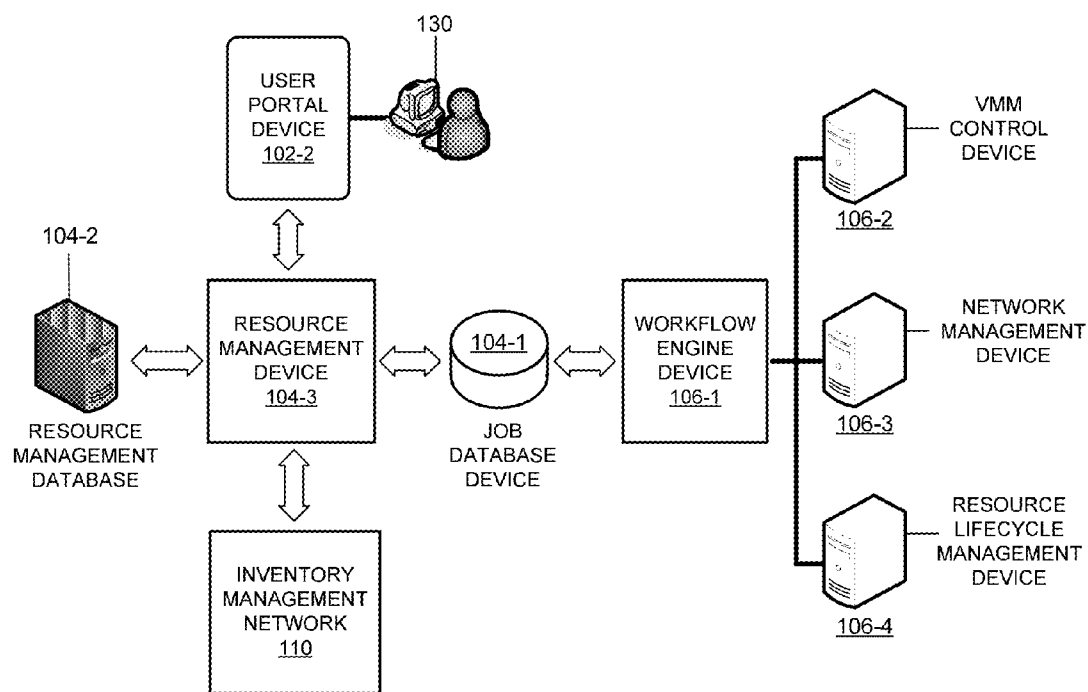 130
USER
PORTAL
DEVICE
102-2
VMM
CONTROL
DEVICE
106-2
104-2
RESOURCE
MANAGEMENT
DEVICE
104-3
104-1
WORKFLOW
ENGINE
DEVICE
106-1
NETWORK
MANAGEMENT
DEVICE
106-3
RESOURCE
MANAGEMENT
DATABASE
JOB
DATABASE
DEVICE
RESOURCE
LIFECYCLE
MANAGEMENT
DEVICE
106-4
INVENTORY
MANAGEMENT
NETWORK
110